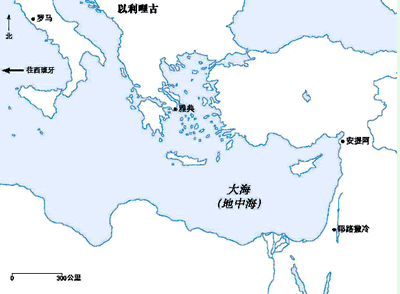 以利哩古
罗马
北
往西班牙
雅典
安提阿
大海
(地中海)
耶路撒冷
0 300公里